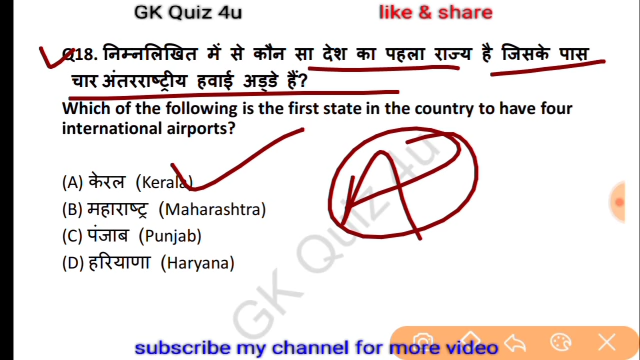 GK Quiz 4u
like & share
Q18. निम्नलिखित में से कौन सा देश का पहला राज्य है जिसके पास
चार अंतरराष्ट्रीय हवाई अड्डे हैं?
Which of the following is the first state in the country to have four
international airports?
(A) केरल (Kerala)
(B) महाराष्ट्र (Maharashtra)
(C) पंजाब (Punjab)
(D) हरियाणा (Haryana)
GK Quiz 4u
subscribe my channel for more video